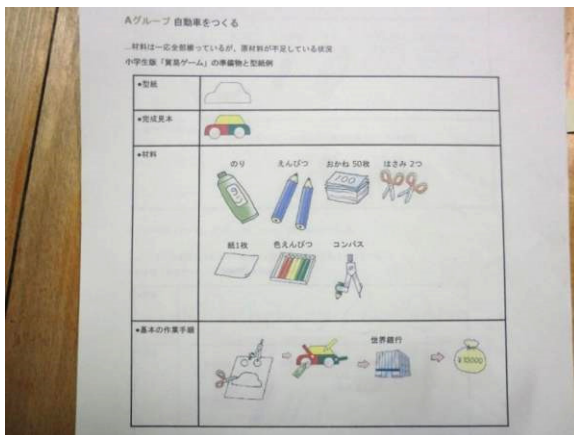 Aグループ 自動車をつくる
…材料は一応全部揃っているが、原材料が不足している状況
小学生版「貿易ゲーム」の準備物と型紙例
●型紙
●完成見本
●材料
のり えんぴつ おかね 50枚 はさみ 2つ
のり
100
紙1枚 色えんぴつ コンパス
●基本の作業手順
世界銀行
¥10000